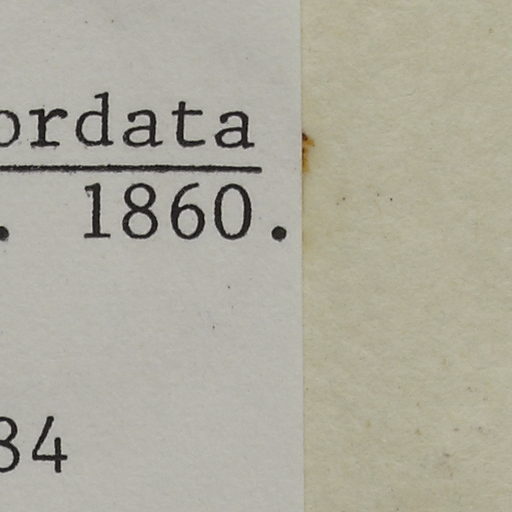 ordata
. 1860.
84